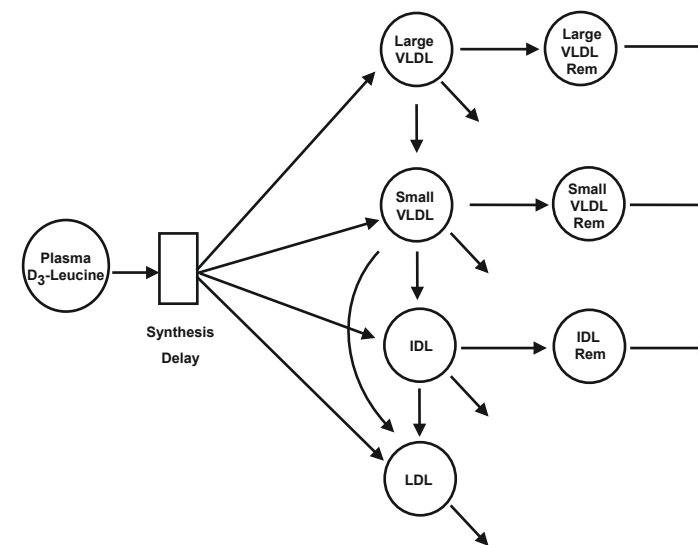 Large
VLDL
Large
VLDL
Rem
Small
VLDL
Small
VLDL
Rem
Plasma
D3-Leucine
Synthesis
Delay
IDL
IDL
Rem
LDL